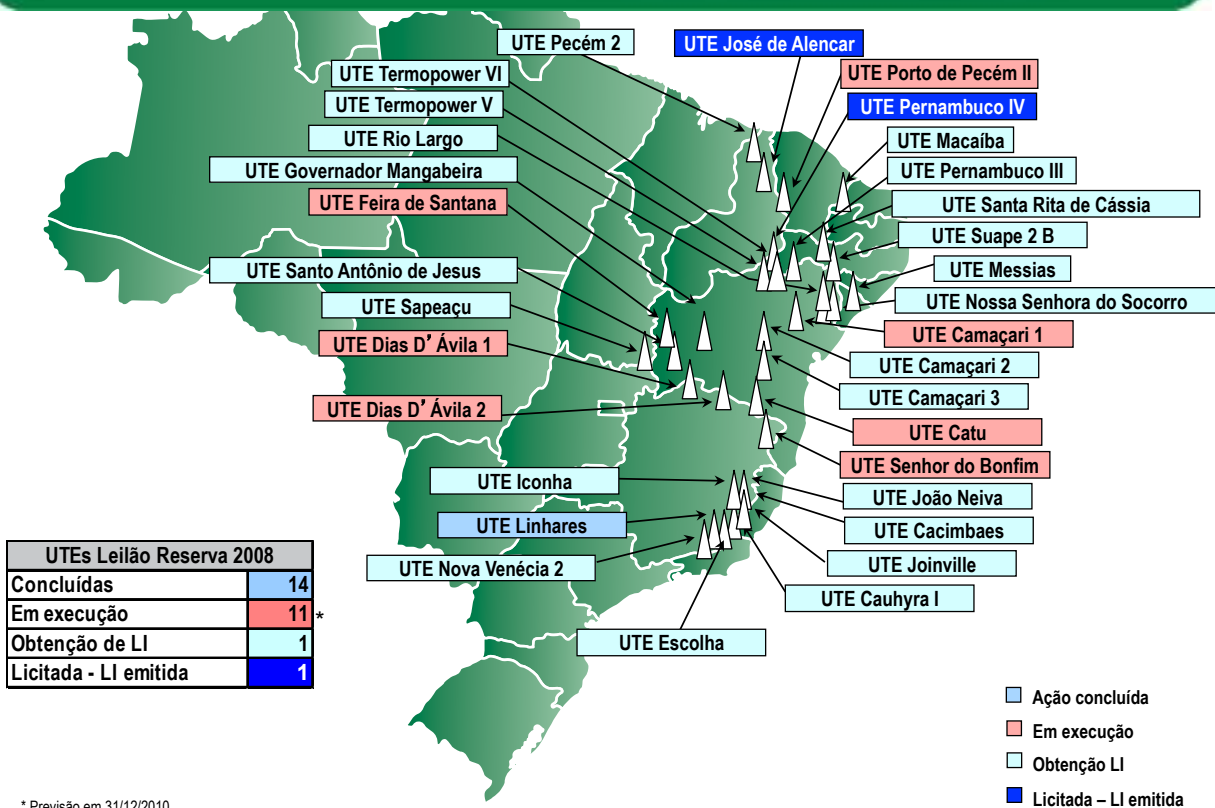 UTE Pecém 2
UTE José de Alencar
UTE Termopower VI
UTE Porto de Pecém II
UTE Termopower V
UTE Pernambuco IV
UTE Rio Largo
UTE Macaíba
UTE Governador Mangabeira
UTE Pernambuco III
UTE Feira de Santana
UTE Santa Rita de Cássia
UTE Suape 2 B
UTE Santo Antônio de Jesus
UTE Messias
UTE Sapeaçu
UTE Nossa Senhora do Socorro
UTE Dias D’ Ávila 1
UTE Camaçari 1
UTE Camaçari 2
UTE Dias D’ Ávila 2
UTE Camaçari 3
UTE Catu
UTE Senhor do Bonfim
UTE Iconha
UTE João Neiva
UTE Linhares
UTE Cacimbaes
UTE Nova Venécia 2
UTE Joinville
UTE Cauhyra I
UTE Escolha
UTEs Leilão Reserva 2008
Concluídas 14
Em execução 11 *
Obtenção de LI 1
Licitada - LI emitida 1
Ação concluída
Em execução
Obtenção LI
Licitada – LI emitida
* Previsão em 31/12/2010